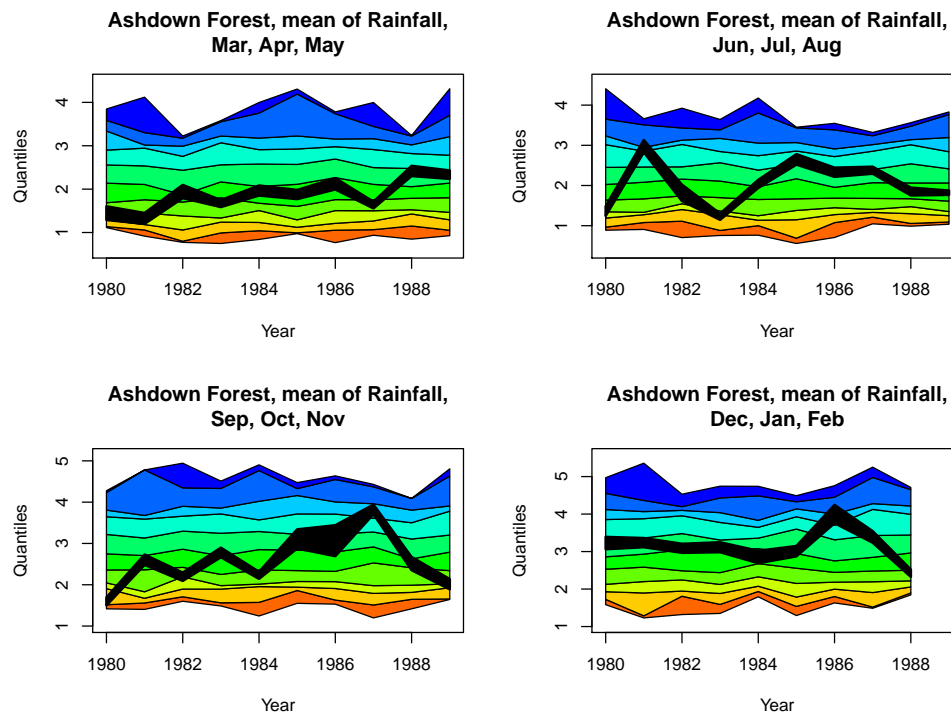 Ashdown Forest, mean of Rainfall,
Mar, Apr, May
Quantiles
4
3
2
1
1980 1982 1984 1986 1988
Year
Ashdown Forest, mean of Rainfall,
Jun, Jul, Aug
Quantiles
4
3
2
1
1980 1982 1984 1986 1988
Year
Ashdown Forest, mean of Rainfall,
Sep, Oct, Nov
Quantiles
5
4
3
2
1
1980 1982 1984 1986 1988
Year
Ashdown Forest, mean of Rainfall,
Dec, Jan, Feb
Quantiles
5
4
3
2
1
1980 1982 1984 1986 1988
Year